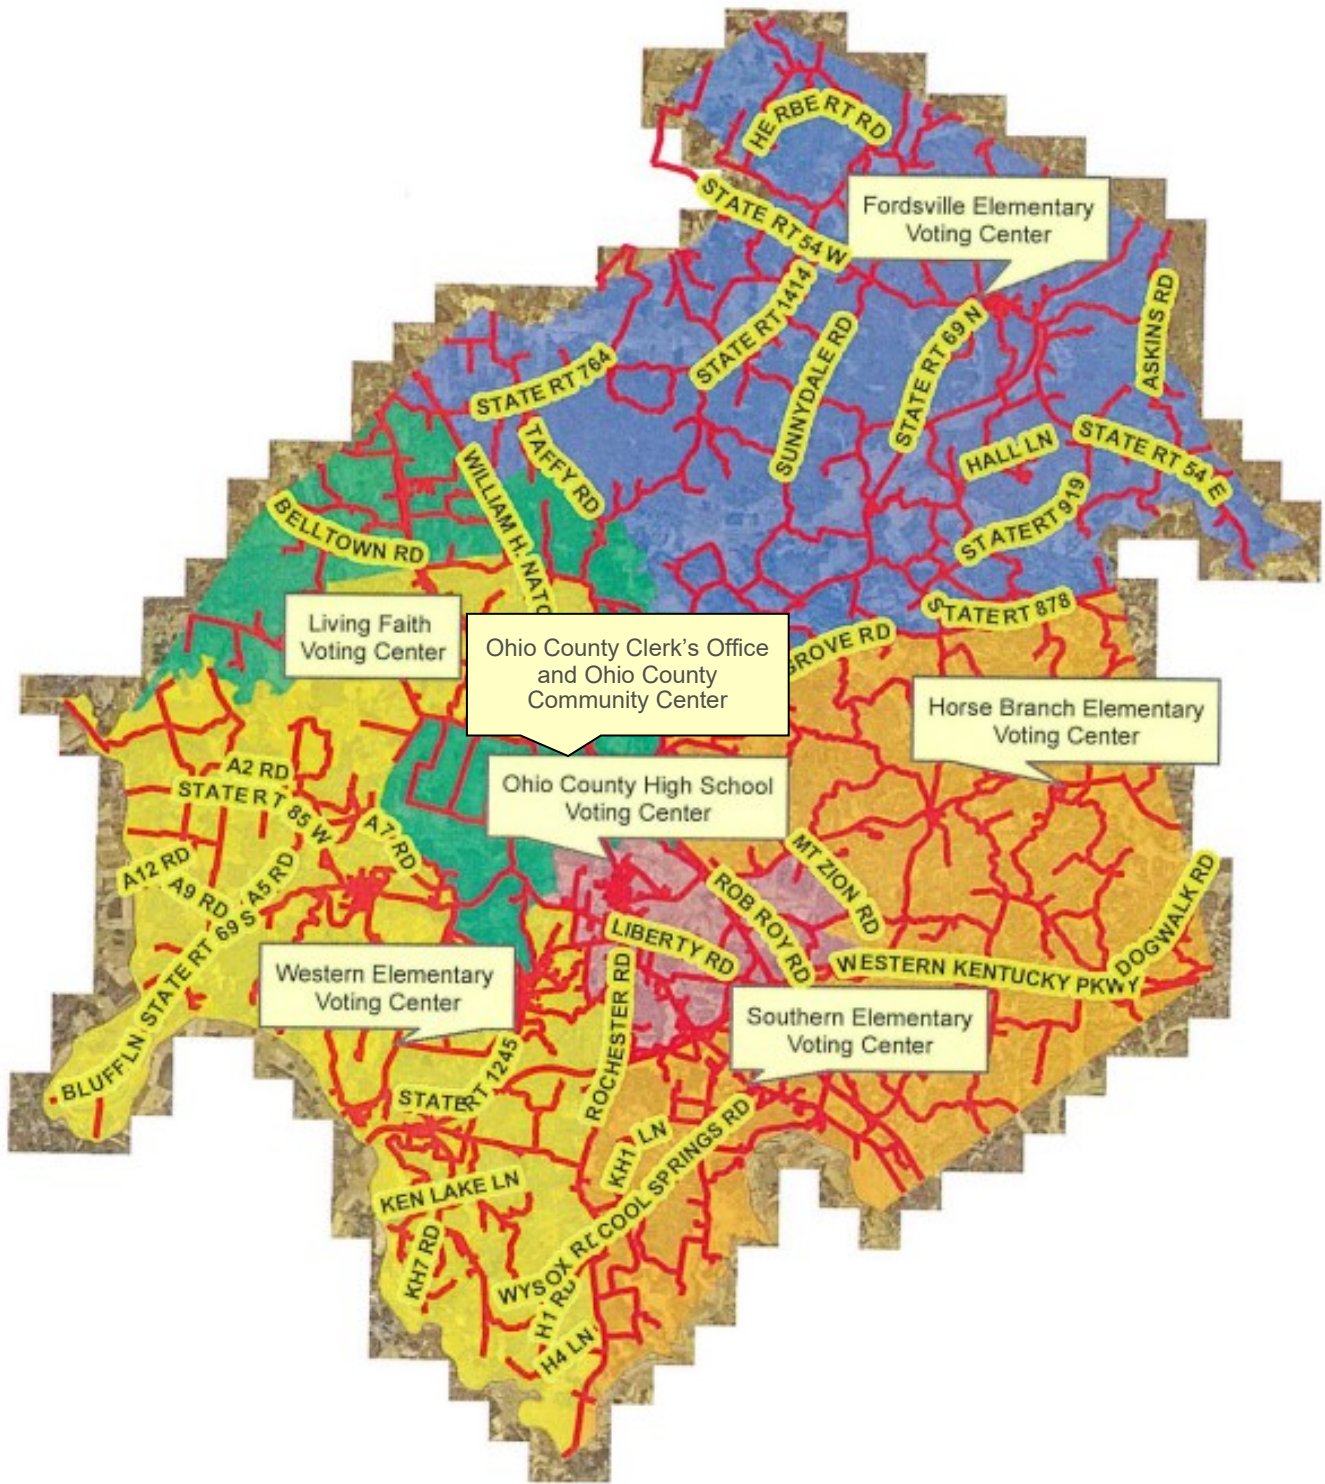 HERBERT RD
STATE RT 54 W
Fordsville Elementary
Voting Center
STATE RT 1414
SUNNYDALE RD
STATE RT 69 N
ASKINS RD
STATE RT 764
TAFFY RD
HALL LN
STATE RT 54 E
WILLIAM H. NATC
STATE RT 919
BELLTOWN RD
STATE RT 878
GROVE RD
Living Faith
Voting Center
Ohio County Clerk’s Office
and Ohio County
Community Center
Horse Branch Elementary
Voting Center
A2 RD
STATE RT 85 W
A7 RD
Ohio County High School
Voting Center
A12 RD
A9 RD
A5 RD
STATE RT 69 S
MT ZION RD
ROB ROY RD
DOGWALK RD
LIBERTY RD
WESTERN KENTUCKY PKWY
Western Elementary
Voting Center
ROCHESTER RD
Southern Elementary
Voting Center
BLUFF LN
STATE RT 1245
KH1 LN
COOL SPRINGS RD
KEN LAKE LN
KH7 RD
WYSOX RD
H1 RD
H4 LN